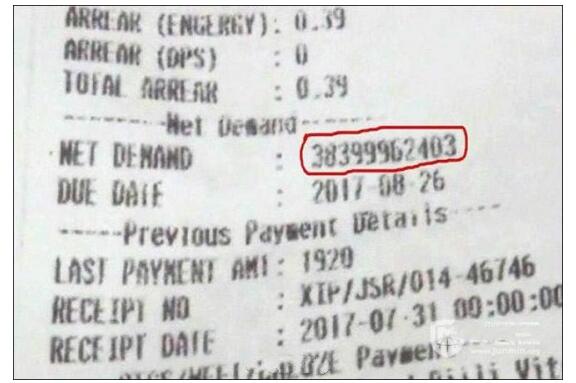 ARREAR (ENGERGY): 0.39
ARREAR (DPS) : 0
TOTAL ARREAR : 0.39
--------Net Demand-------
NET DEMAND : 38399962403
DUE DATE : 2017-08-26
-----Previous Payment Details-----
LAST PAYMENT AMT: 1920
RECEIPT NO : XIP/JSR/014-46746
RECEIPT DATE : 2017-07-31 00:00:00
Paymen